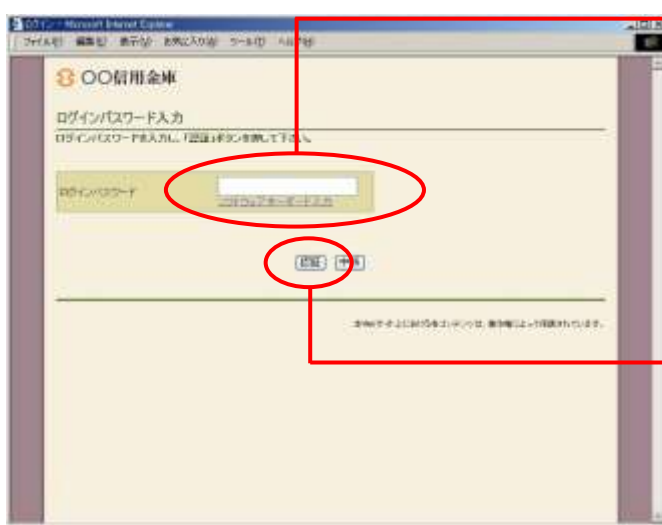 ログイン - Microsoft Internet Explorer
ファイル(F) 編集(E) 表示(V) お気に入り(A) ツール(T) ヘルプ(H)
〇〇信用金庫
ログインパスワード入力
ログインパスワードを入力し、「認証」ボタンを押して下さい。
ログインパスワード
ソフトウェアキーボード入力
認証 中断